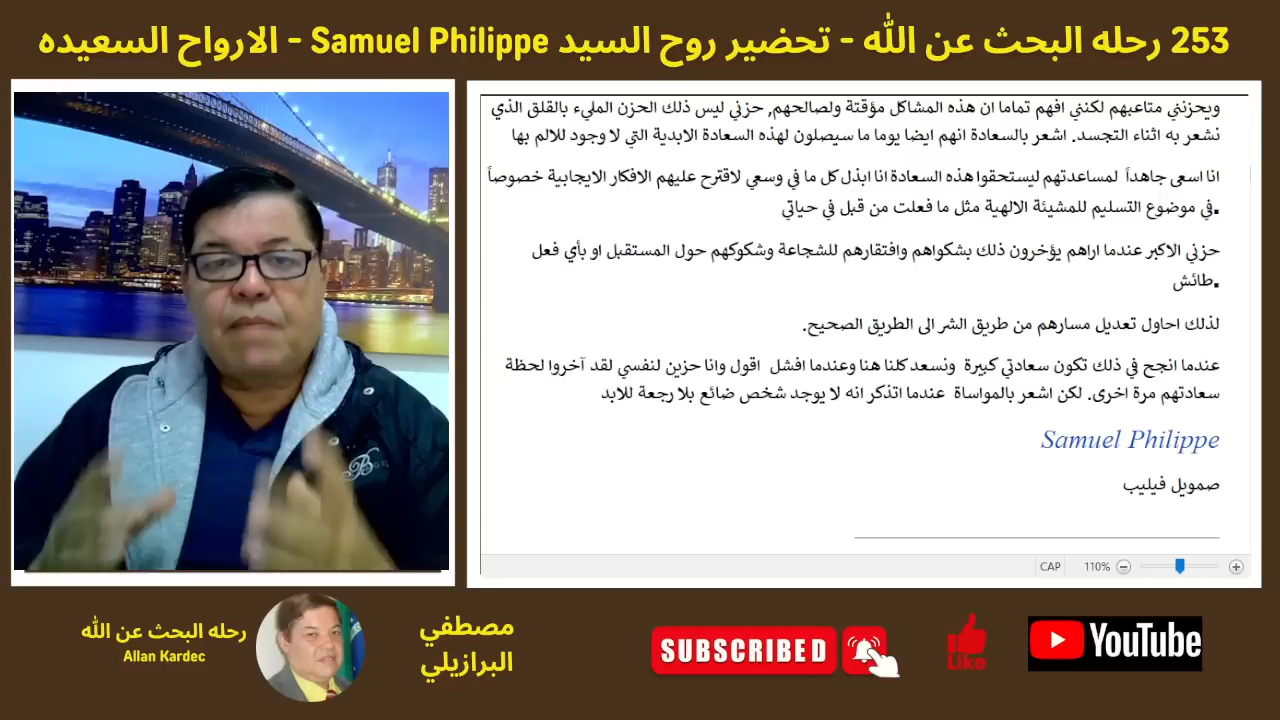 253 رحله البحث عن الله - تحضير روح السيد Samuel Philippe - الارواح السعيده
ويحزنني متاعبهم لكنني افهم تماما ان هذه المشاكل مؤقتة ولصالحهم, حزني ليس ذلك الحزن المليء بالقلق الذي
نشعر به اثناء التجسد. اشعر بالسعادة انهم ايضا يوما ما سيصلون لهذه السعادة الابدية التي لا وجود للالم بها
انا اسعى جاهداً لمساعدتهم ليستحقوا هذه السعادة انا ابذل كل ما في وسعي لاقترح عليهم الافكار الايجابية خصوصاً
.في موضوع التسليم للمشيئة الالهية مثل ما فعلت من قبل في حياتي
حزني الاكبر عندما اراهم يؤخرون ذلك بشكواهم وافتقارهم للشجاعة وشكوكهم حول المستقبل او بأي فعل
.طائش
لذلك احاول تعديل مسارهم من طريق الشر الى الطريق الصحيح.
عندما انجح في ذلك تكون سعادتي كبيرة ونسعد كلنا هنا وعندما افشل اقول وانا حزين لنفسي لقد آخروا لحظة
سعادتهم مرة اخرى. لكن اشعر بالمواساة عندما اتذكر انه لا يوجد شخص ضائع بلا رجعة للابد
Samuel Philippe
صمويل فيليب
CAP 110%
رحله البحث عن الله
Allan Kardec
مصطفي
البرازيلي
SUBSCRIBED
Like
YouTube